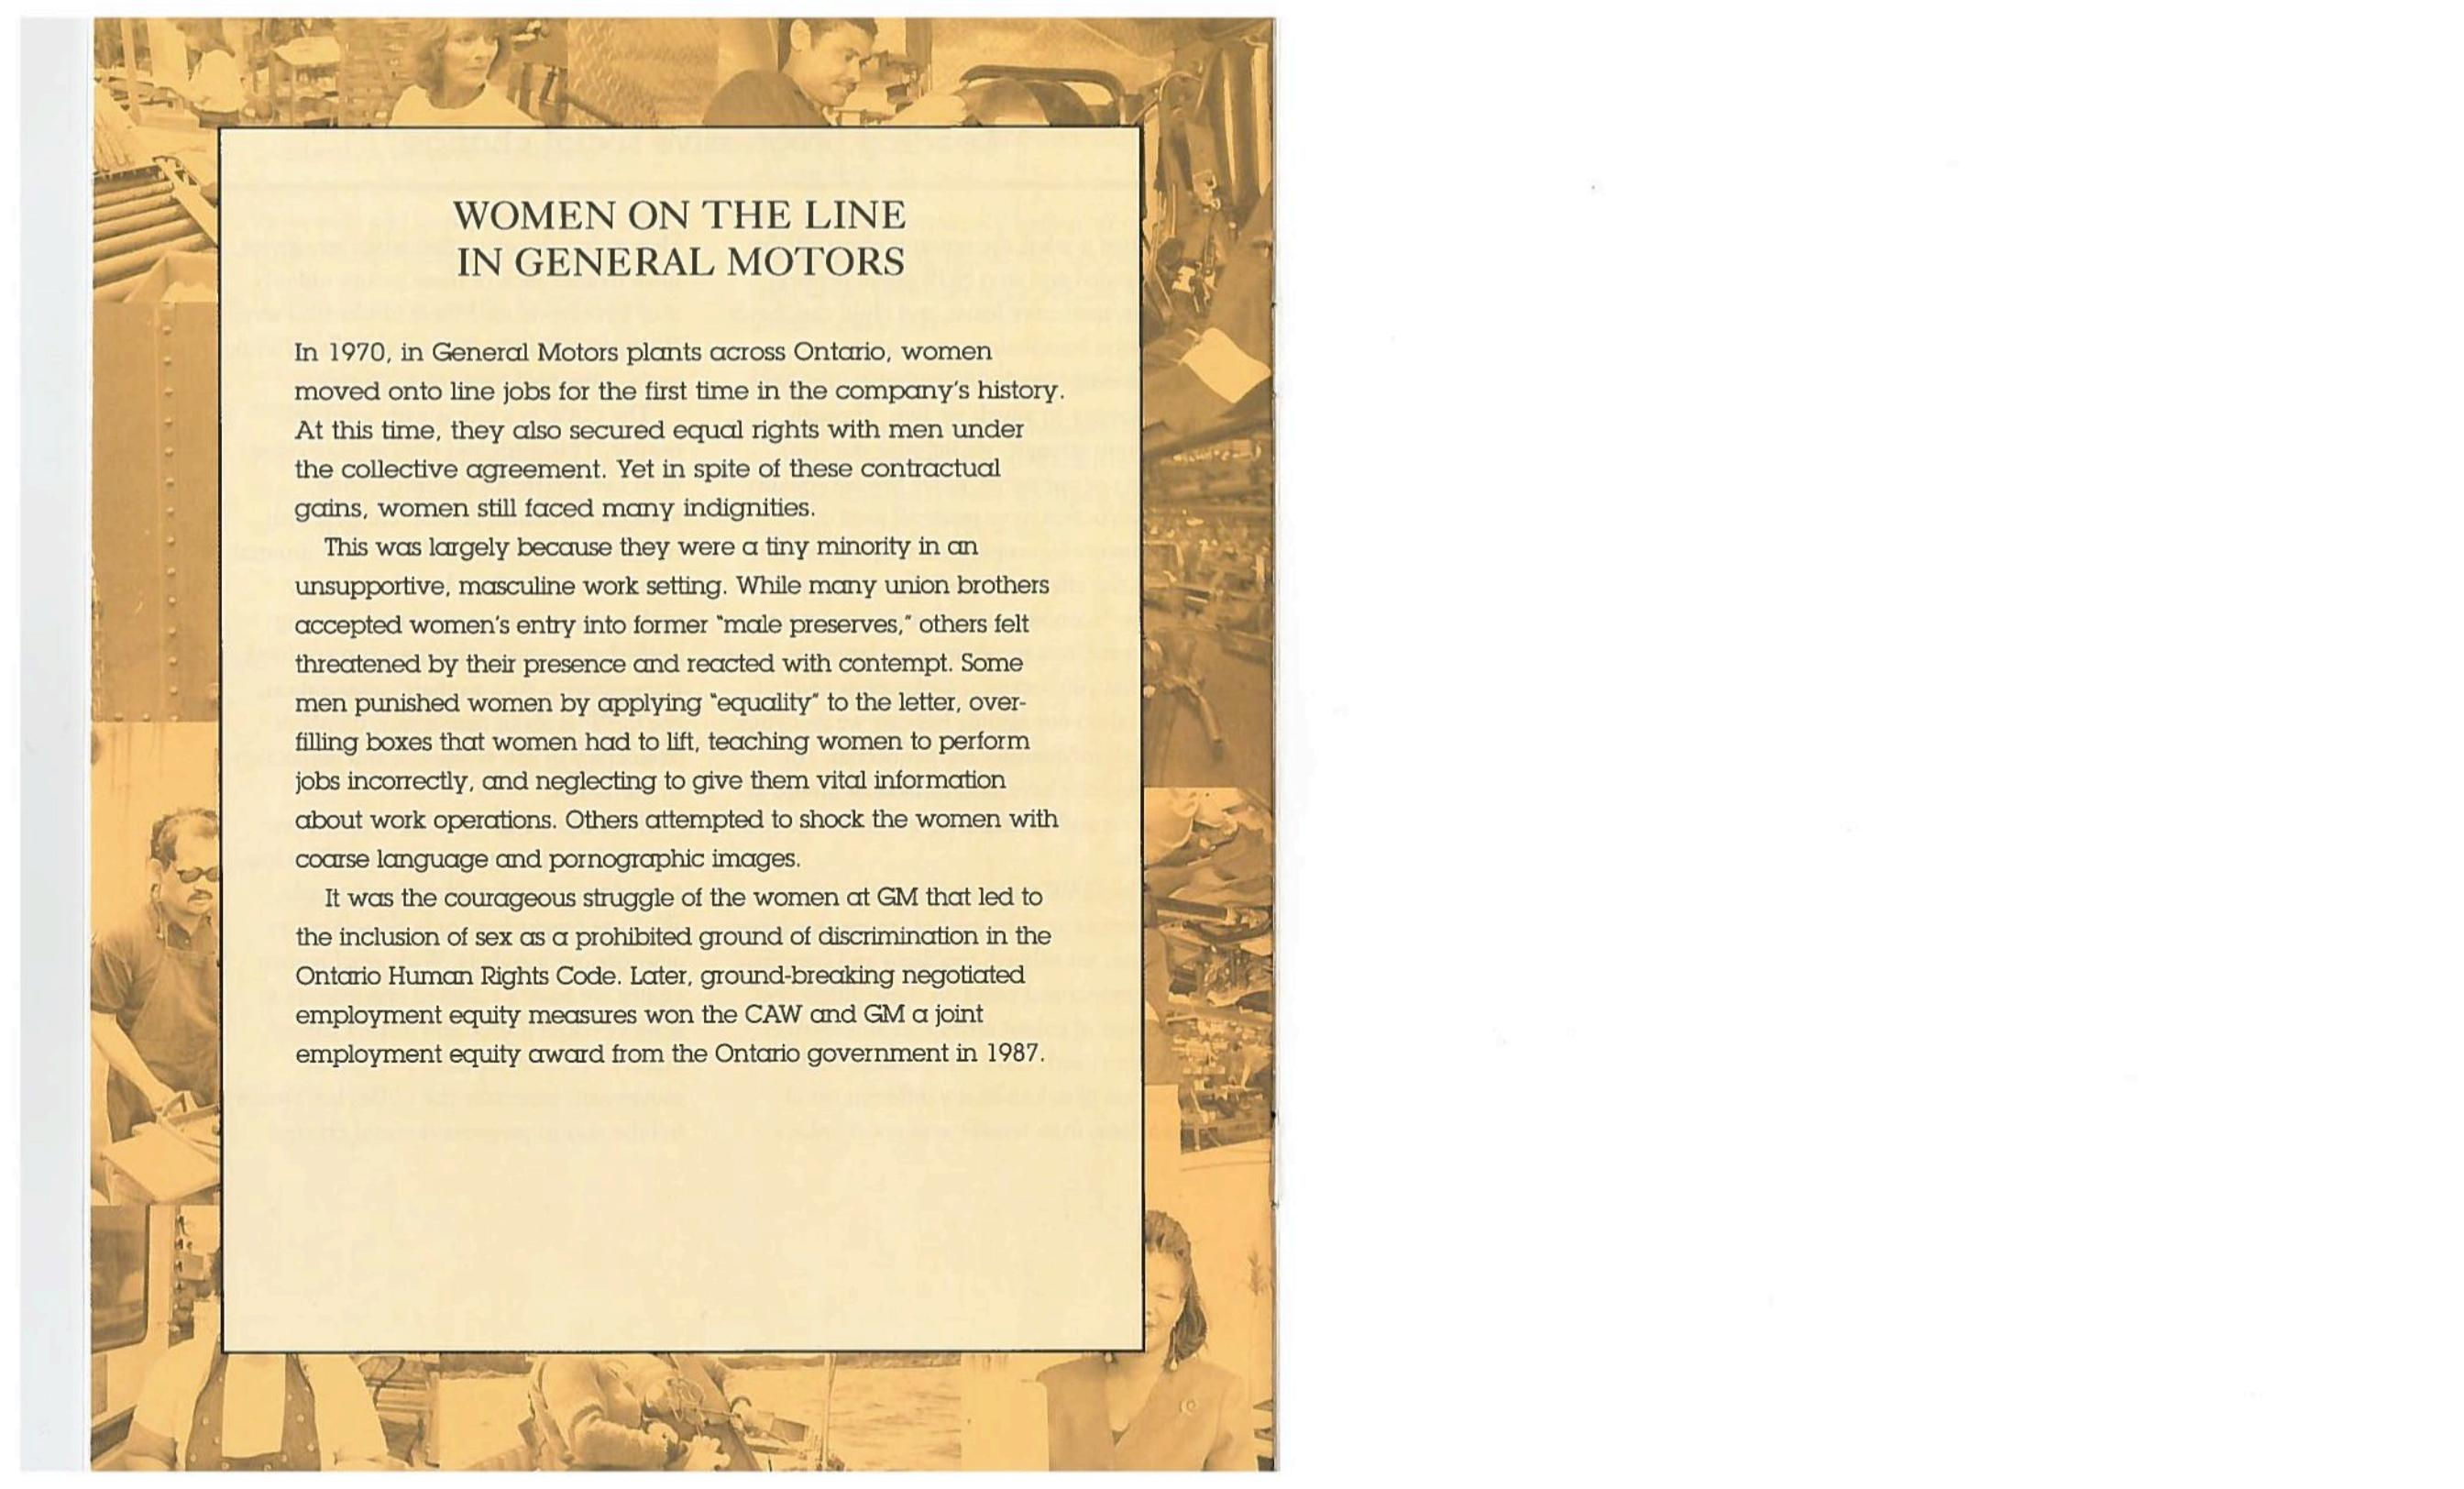 WOMEN ON THE LINE
IN GENERAL MOTORS
In 1970, in General Motors plants across Ontario, women
moved onto line jobs for the first time in the company's history.
At this time, they also secured equal rights with men under
the collective agreement. Yet in spite of these contractual
gains, women still faced many indignities.
This was largely because they were a tiny minority in an
unsupportive, masculine work setting. While many union brothers
accepted women's entry into former "male preserves," others felt
threatened by their presence and reacted with contempt. Some
men punished women by applying "equality" to the letter, over-
filling boxes that women had to lift, teaching women to perform
jobs incorrectly, and neglecting to give them vital information
about work operations. Others attempted to shock the women with
coarse language and pornographic images.
It was the courageous struggle of the women at GM that led to
the inclusion of sex as a prohibited ground of discrimination in the
Ontario Human Rights Code. Later, ground-breaking negotiated
employment equity measures won the CAW and GM a joint
employment equity award from the Ontario government in 1987.